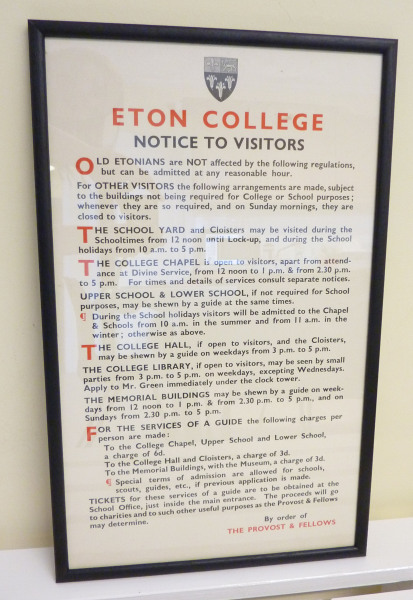 ETON COLLEGE
NOTICE TO VISITORS
OLD ETONIANS are NOT affected by the following regulations,
but can be admitted at any reasonable hour.
For OTHER VISITORS the following arrangements are made, subject
to the buildings not being required for College or School purposes;
whenever they are so required, and on Sunday mornings, they are
closed to visitors.
THE SCHOOL YARD and Cloisters may be visited during the
Schooltimes from 12 noon until Lock-up, and during the School
holidays from 10 a.m. to 5 p.m.
THE COLLEGE CHAPEL is open to visitors, apart from attend-
ance at Divine Service, from 12 noon to 1 p.m. & from 2.30 p.m.
to 5 p.m. For times and details of services consult separate notices.
UPPER SCHOOL & LOWER SCHOOL, if not required for School
purposes, may be shewn by a guide at the same times.
¶ During the School holidays visitors will be admitted to the Chapel
& Schools from 10 a.m. in the summer and from 11 a.m. in the
winter; otherwise as above.
THE COLLEGE HALL, if open to visitors, and the Cloisters,
may be shewn by a guide on weekdays from 3 p.m. to 5 p.m.
THE COLLEGE LIBRARY, if open to visitors, may be seen by small
parties from 3 p.m. to 5 p.m. on weekdays, excepting Wednesdays.
Apply to Mr. Green immediately under the clock tower.
THE MEMORIAL BUILDINGS may be shewn by a guide on week-
days from 12 noon to 1 p.m. & from 2.30 p.m. to 5 p.m., and on
Sundays from 2.30 p.m. to 5 p.m.
FOR THE SERVICES OF A GUIDE the following charges per
person are made:
To the College Chapel, Upper School and Lower School,
a charge of 6d.
To the College Hall and Cloisters, a charge of 3d.
To the Memorial Buildings, with the Museum, a charge of 3d.
¶ Special terms of admission are allowed for schools,
scouts, guides, etc., if previous application is made.
TICKETS for these services of a guide are to be obtained at the
School Office, just inside the main entrance. The proceeds will go
to charities and to such other useful purposes as the Provost & Fellows
may determine.
By order of
THE PROVOST & FELLOWS